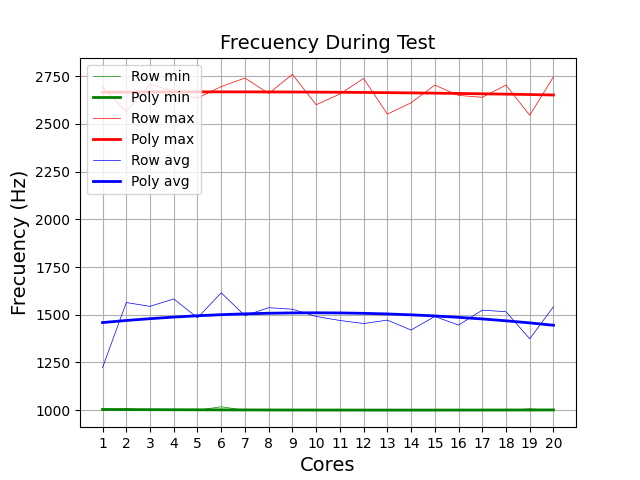 Frecuency During Test
Frecuency (Hz)
2750
2500
2250
2000
1750
1500
1250
1000
Row min
Poly min
Row max
Poly max
Row avg
Poly avg
1 2 3 4 5 6 7 8 9 10 11 12 13 14 15 16 17 18 19 20
Cores